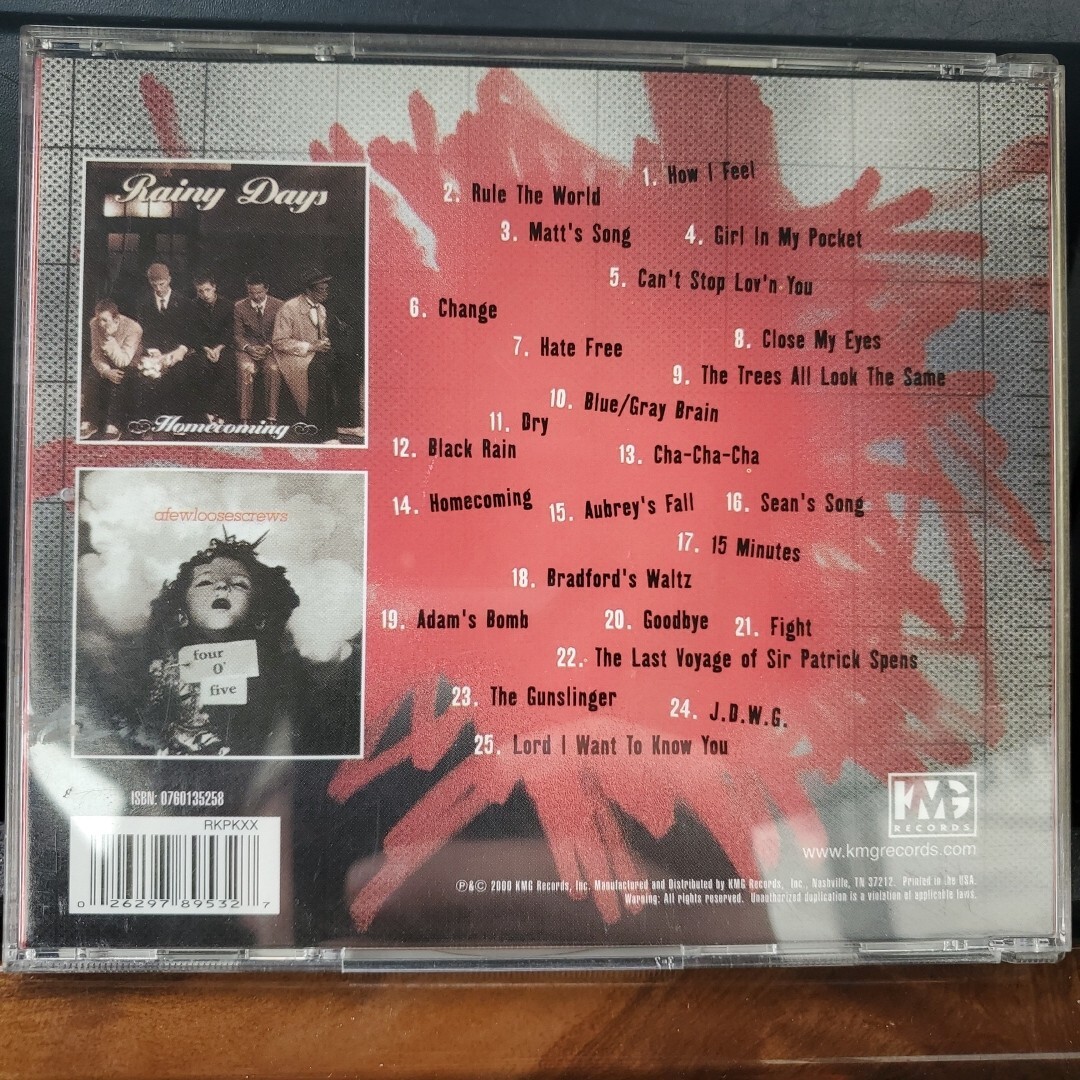 Rainy Days
Homecoming
afewloosescrews
four
o'
five
1. How I Feel
2. Rule The World
3. Matt's Song
4. Girl In My Pocket
5. Can't Stop Lov'n You
6. Change
7. Hate Free
8. Close My Eyes
9. The Trees All Look The Same
10. Blue/Gray Brain
11. Dry
12. Black Rain
13. Cha-Cha-Cha
14. Homecoming
15. Aubrey's Fall
16. Sean's Song
17. 15 Minutes
18. Bradford's Waltz
19. Adam's Bomb
20. Goodbye
21. Fight
22. The Last Voyage of Sir Patrick Spens
23. The Gunslinger
24. J.D.W.G.
25. Lord I Want To Know You
ISBN: 0760135258
RKPKXX
0 26297 89532 7
KMG
RECORDS
www.kmgrecords.com
℗&© 2000 KMG Records, Inc. Manufactured and Distributed by KMG Records, Inc., Nashville, TN 37212. Printed in the USA.
Warning: All rights reserved. Unauthorized duplication is a violation of applicable laws.